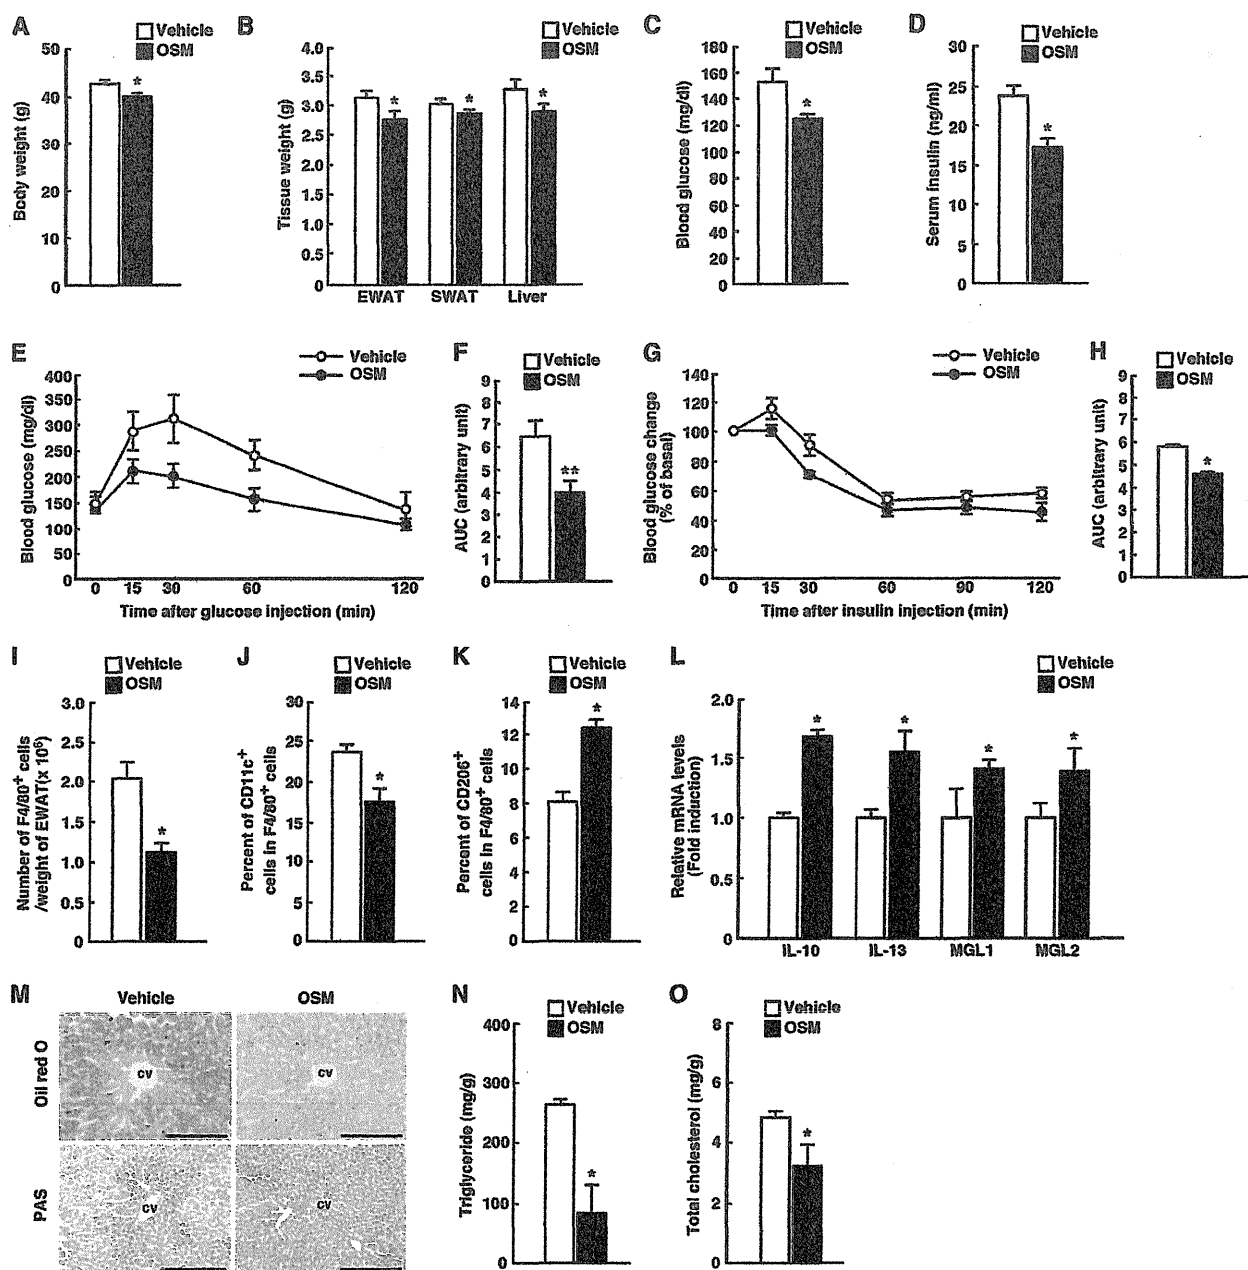 A
Vehicle
OSM
Body weight (g)
50
40
30
20
10
0
B
Vehicle
OSM
Tissue weight (g)
4.0
3.5
3.0
2.5
2.0
1.5
1.0
0.5
0
*
*
*
*
EWAT SWAT Liver
C
Vehicle
OSM
Blood glucose (mg/dl)
180
160
140
120
100
80
60
40
20
0
*
D
Vehicle
OSM
Serum insulin (ng/ml)
30
25
20
15
10
5
0
*
E
Vehicle
OSM
Blood glucose (mg/dl)
400
350
300
250
200
150
100
50
0
0 15 30 60 120
Time after glucose injection (min)
F
Vehicle
OSM
AUC (arbitrary unit)
9
8
7
6
5
4
3
2
1
0
**
G
Vehicle
OSM
Blood glucose change
(% of basal)
140
120
100
80
60
40
20
0
0 15 30 60 90 120
Time after insulin injection (min)
H
Vehicle
OSM
AUC (arbitrary unit)
9
8
7
6
5
4
3
2
1
0
*
I
Vehicle
OSM
Number of F4/80+ cells
/weight of EWAT(x 10⁶)
3.0
2.5
2.0
1.5
1.0
0.5
0
*
J
Vehicle
OSM
Percent of CD11c+
cells in F4/80+ cells
30
25
20
15
10
5
0
*
K
Vehicle
OSM
Percent of CD206+
cells in F4/80+ cells
14
12
10
8
6
4
2
0
*
L
Vehicle
OSM
Relative mRNA levels
(Fold induction)
2.0
1.5
1.0
0.5
0
* * * *
IL-10 IL-13 MGL1 MGL2
M
Vehicle OSM
Oil red O
cv cv
PAS
cv cv
N
Vehicle
OSM
Triglyceride (mg/g)
400
300
200
100
0
*
O
Vehicle
OSM
Total cholesterol (mg/g)
8
6
4
2
0
*